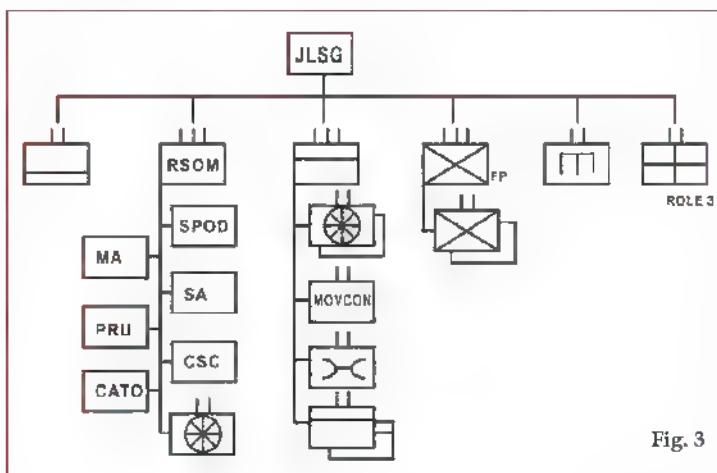 JLSG
RSOM
FP
ROLE 3
SPOD
MA
MOVCON
SA
PRU
CSC
CATO
Fig. 3